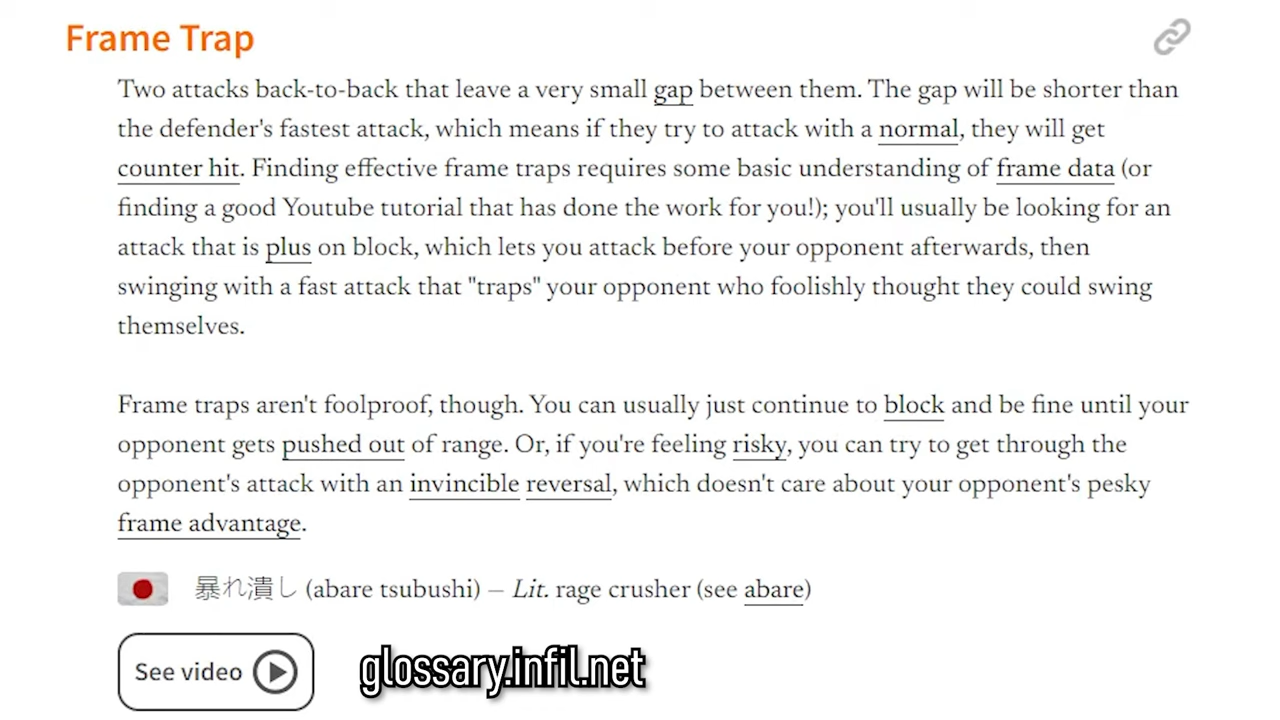 Frame Trap
Two attacks back-to-back that leave a very small gap between them. The gap will be shorter than
the defender's fastest attack, which means if they try to attack with a normal, they will get
counter hit. Finding effective frame traps requires some basic understanding of frame data (or
finding a good Youtube tutorial that has done the work for you!); you'll usually be looking for an
attack that is plus on block, which lets you attack before your opponent afterwards, then
swinging with a fast attack that "traps" your opponent who foolishly thought they could swing
themselves.
Frame traps aren't foolproof, though. You can usually just continue to block and be fine until your
opponent gets pushed out of range. Or, if you're feeling risky, you can try to get through the
opponent's attack with an invincible reversal, which doesn't care about your opponent's pesky
frame advantage.
暴れ潰し (abare tsubushi) – Lit. rage crusher (see abare)
See video
glossary.infil.net